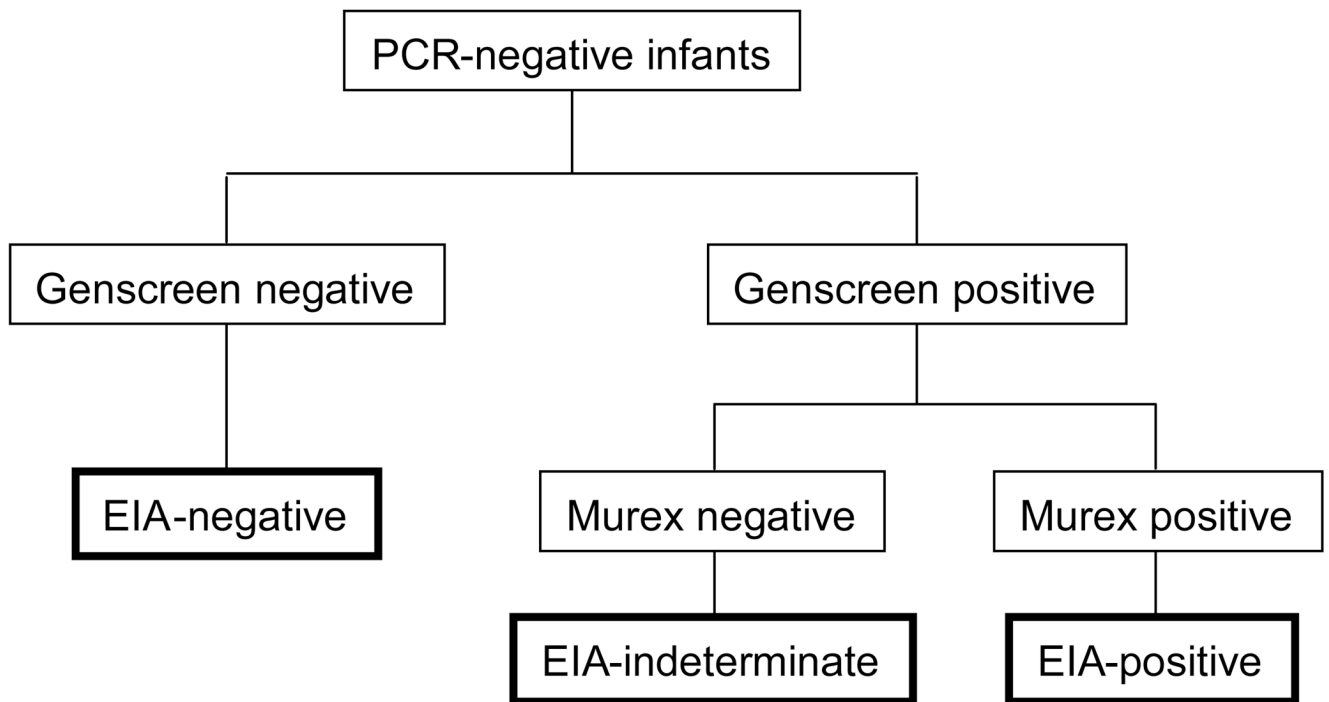 PCR-negative infants
Genscreen negative
Genscreen positive
EIA-negative
Murex negative
Murex positive
EIA-indeterminate
EIA-positive